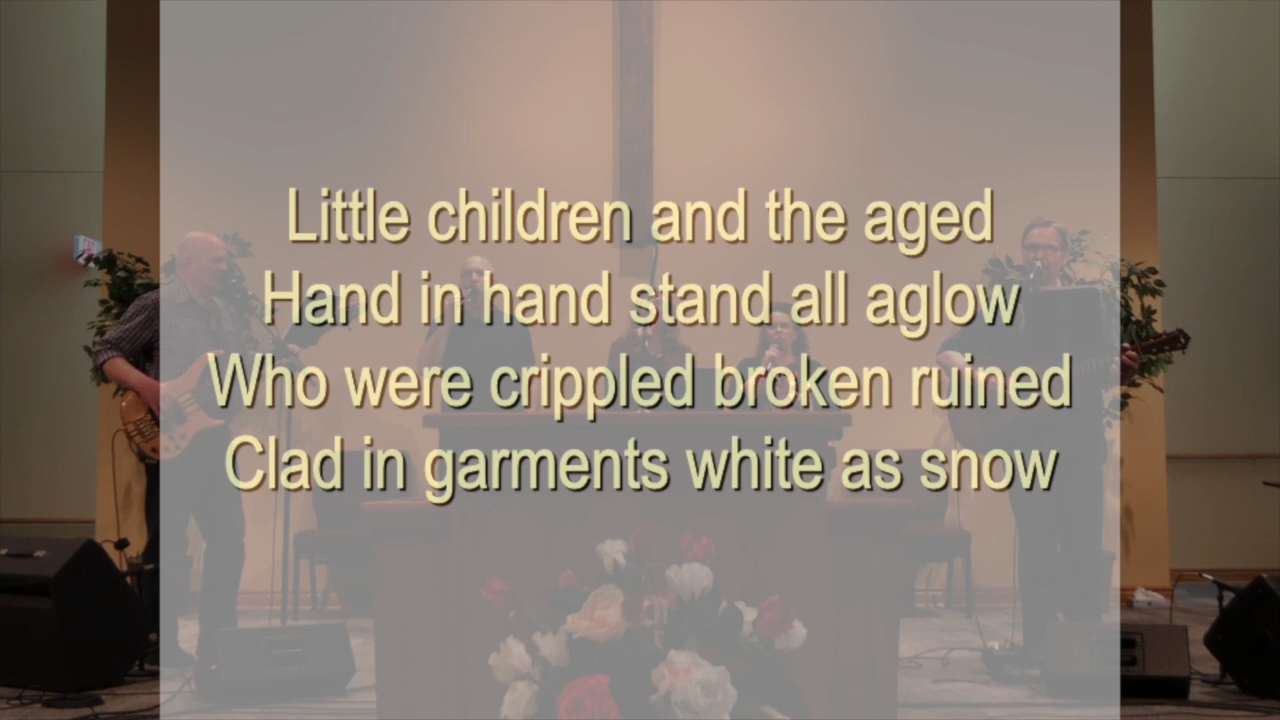 Little children and the aged
Hand in hand stand all aglow
Who were crippled broken ruined
Clad in garments white as snow